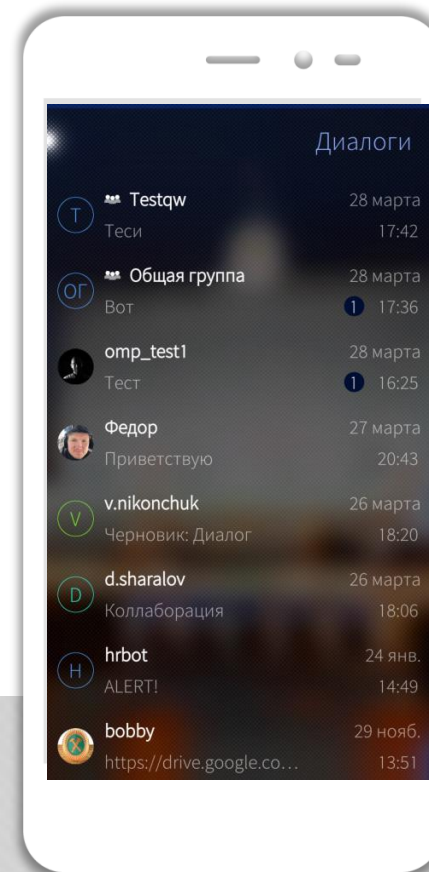 Диалоги
T Testqw 28 марта
Теси 17:42
ОГ Общая группа 28 марта
Вот 1 17:36
omp_test1 28 марта
Тест 1 16:25
Федор 27 марта
Приветствую 20:43
V v.nikonchuk 26 марта
Черновик: Диалог 18:20
D d.sharalov 26 марта
Коллаборация 18:06
H hrbot 24 янв.
ALERT! 14:49
bobby 29 нояб.
https://drive.google.co... 13:51